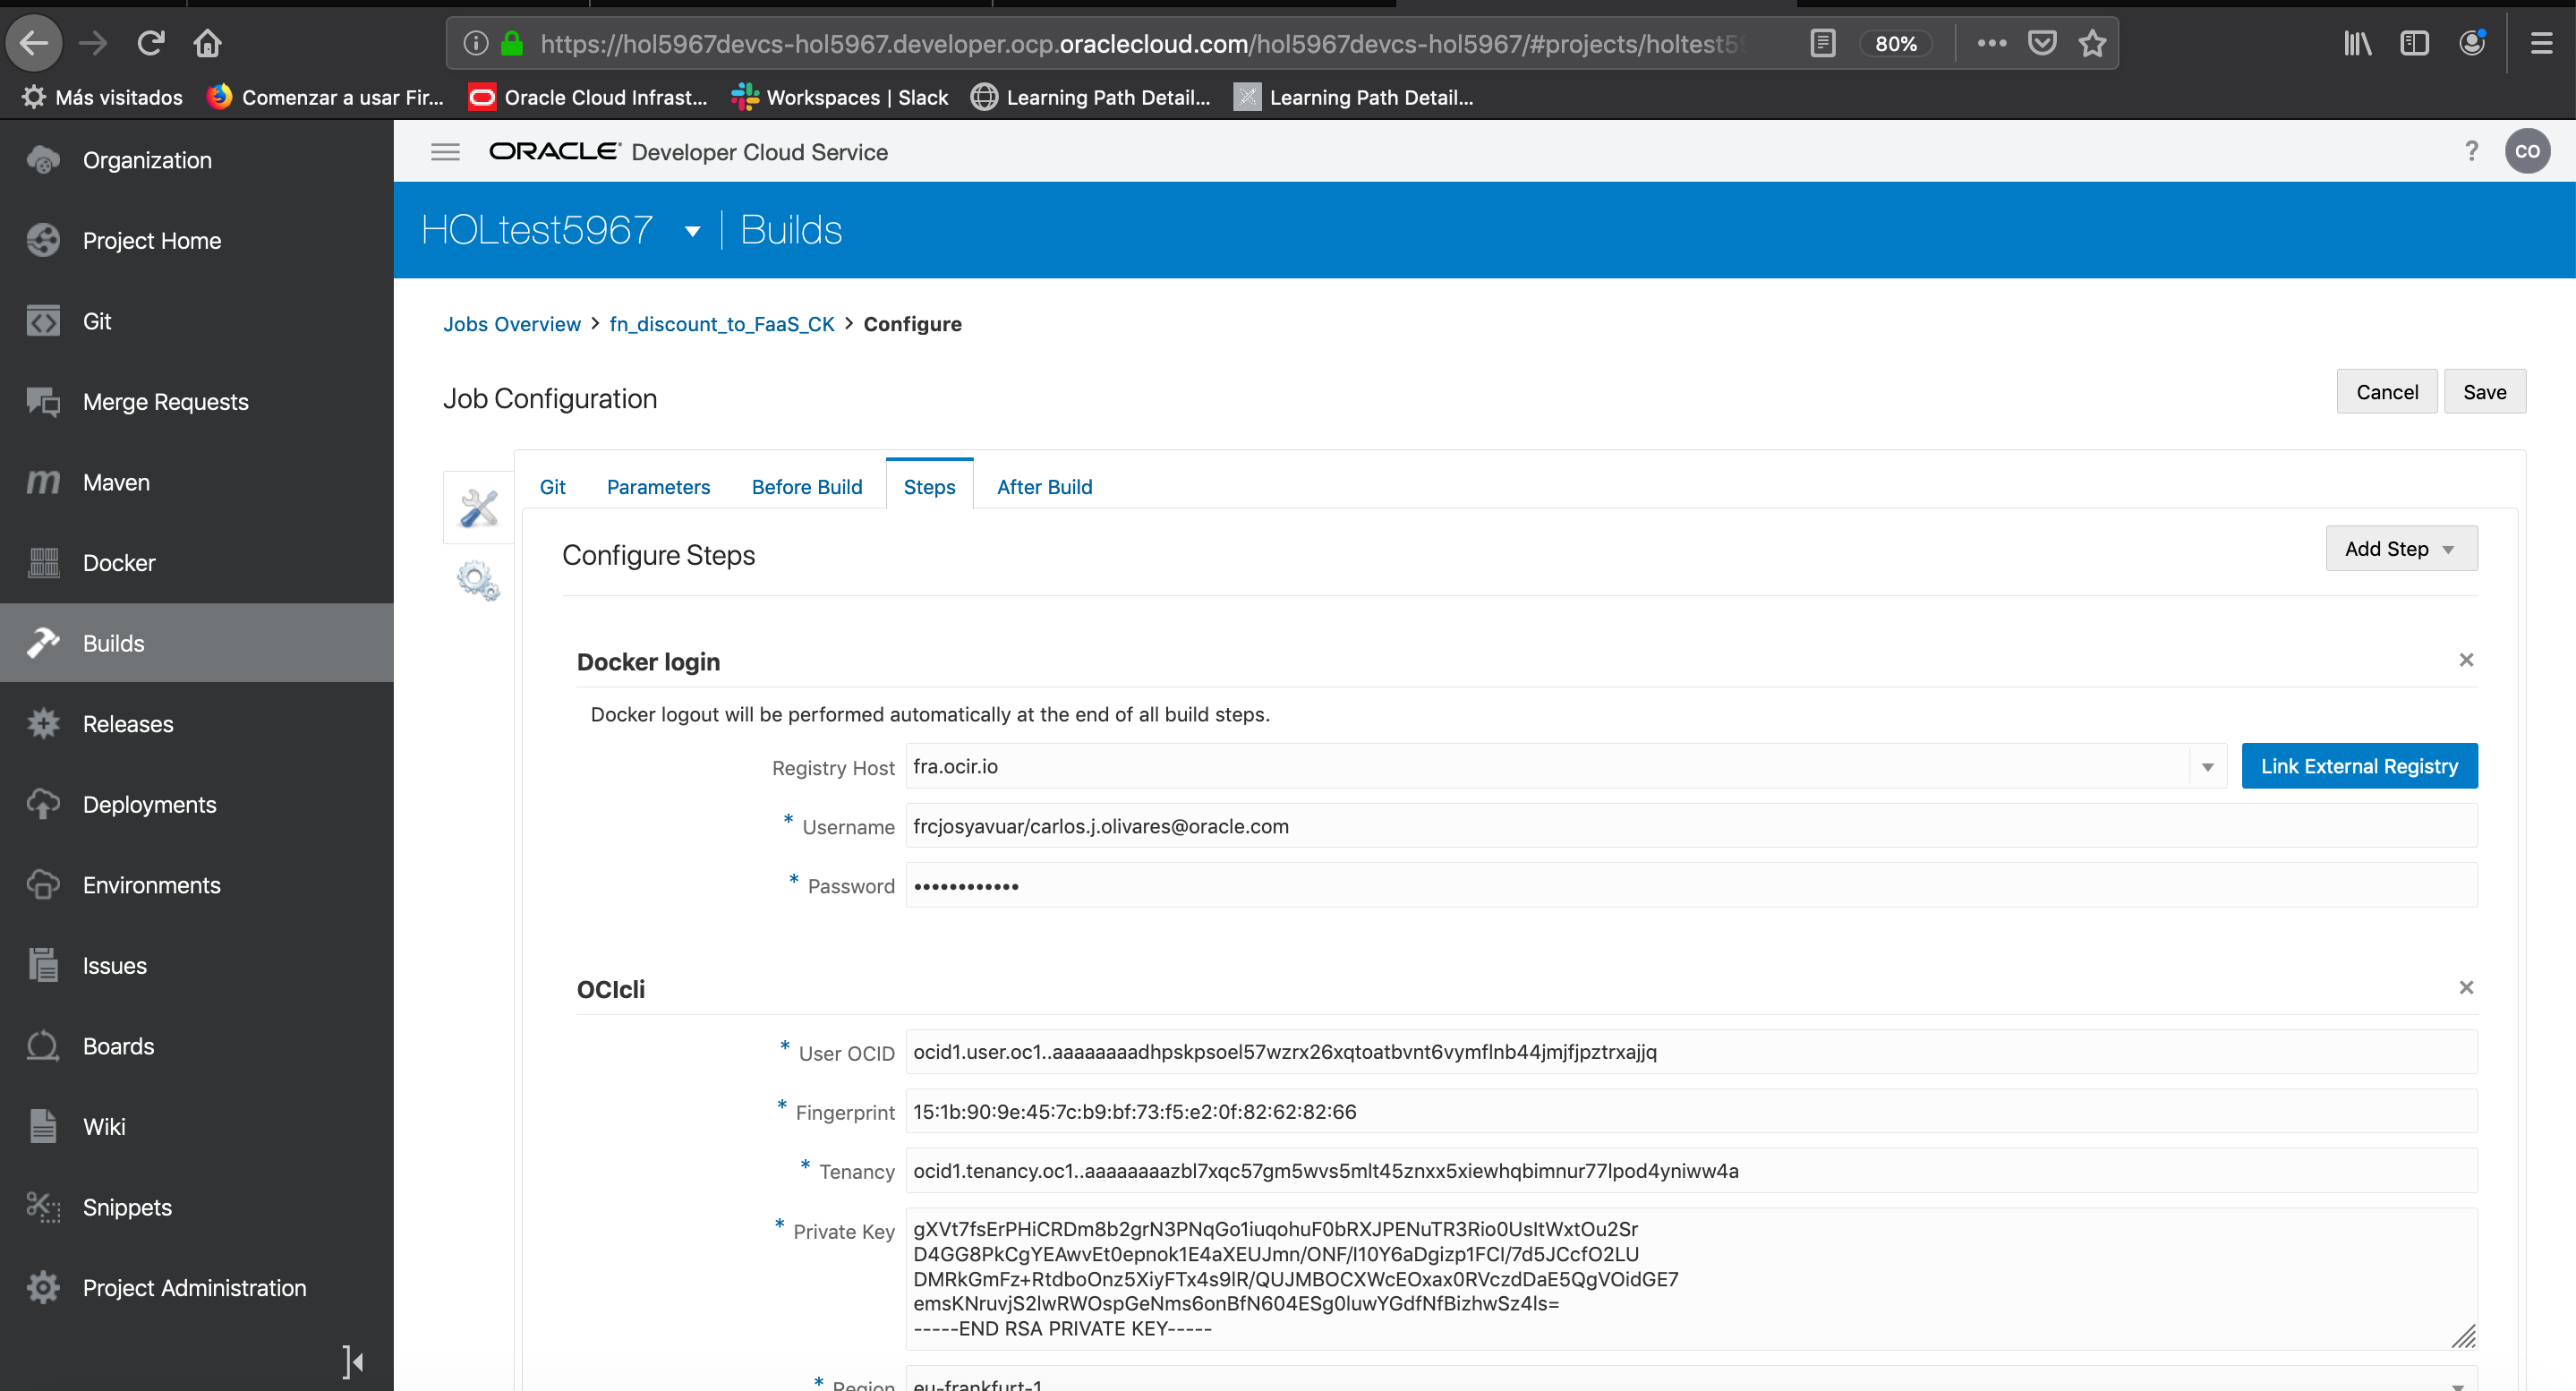 https://hol5967devcs-hol5967.developer.ocp.oraclecloud.com/hol5967devcs-hol5967/#projects/holtest5
80%
Más visitados
Comenzar a usar Fir...
Oracle Cloud Infrast...
Workspaces | Slack
Learning Path Detail...
Learning Path Detail...
Organization
Project Home
Git
Merge Requests
Maven
Docker
Builds
Releases
Deployments
Environments
Issues
Boards
Wiki
Snippets
Project Administration
ORACLE Developer Cloud Service
?
CO
HOLtest5967 | Builds
Jobs Overview > fn_discount_to_FaaS_CK > Configure
Job Configuration
Cancel
Save
Git
Parameters
Before Build
Steps
After Build
Configure Steps
Add Step
Docker login
Docker logout will be performed automatically at the end of all build steps.
Registry Host
fra.ocir.io
Link External Registry
* Username
frcjosyavuar/carlos.j.olivares@oracle.com
* Password
••••••••••••
OCIcli
* User OCID
ocid1.user.oc1..aaaaaaaadhpskpsoel57wzrx26xqtoatbvnt6vymflnb44jmjfjpztrxajjq
* Fingerprint
15:1b:90:9e:45:7c:b9:bf:73:f5:e2:0f:82:62:82:66
* Tenancy
ocid1.tenancy.oc1..aaaaaaaazbl7xqc57gm5wvs5mlt45znxx5xiewhqbimnur77lpod4yniww4a
* Private Key
gXVt7fsErPHiCRDm8b2grN3PNqGo1iuqohuF0bRXJPENuTR3Rio0UsItWxtOu2Sr
D4GG8PkCgYEAwvEt0epnok1E4aXEUJmn/ONF/l10Y6aDgizp1FCl/7d5JCcfO2LU
DMRkGmFz+RtdboOnz5XiyFTx4s9lR/QUJMBOCXWcEOxax0RVczdDaE5QgVOidGE7
emsKNruvjS2lwRWOspGeNms6onBfN604ESg0luwYGdfNfBizhwSz4ls=
-----END RSA PRIVATE KEY-----
* Region
eu-frankfurt-1